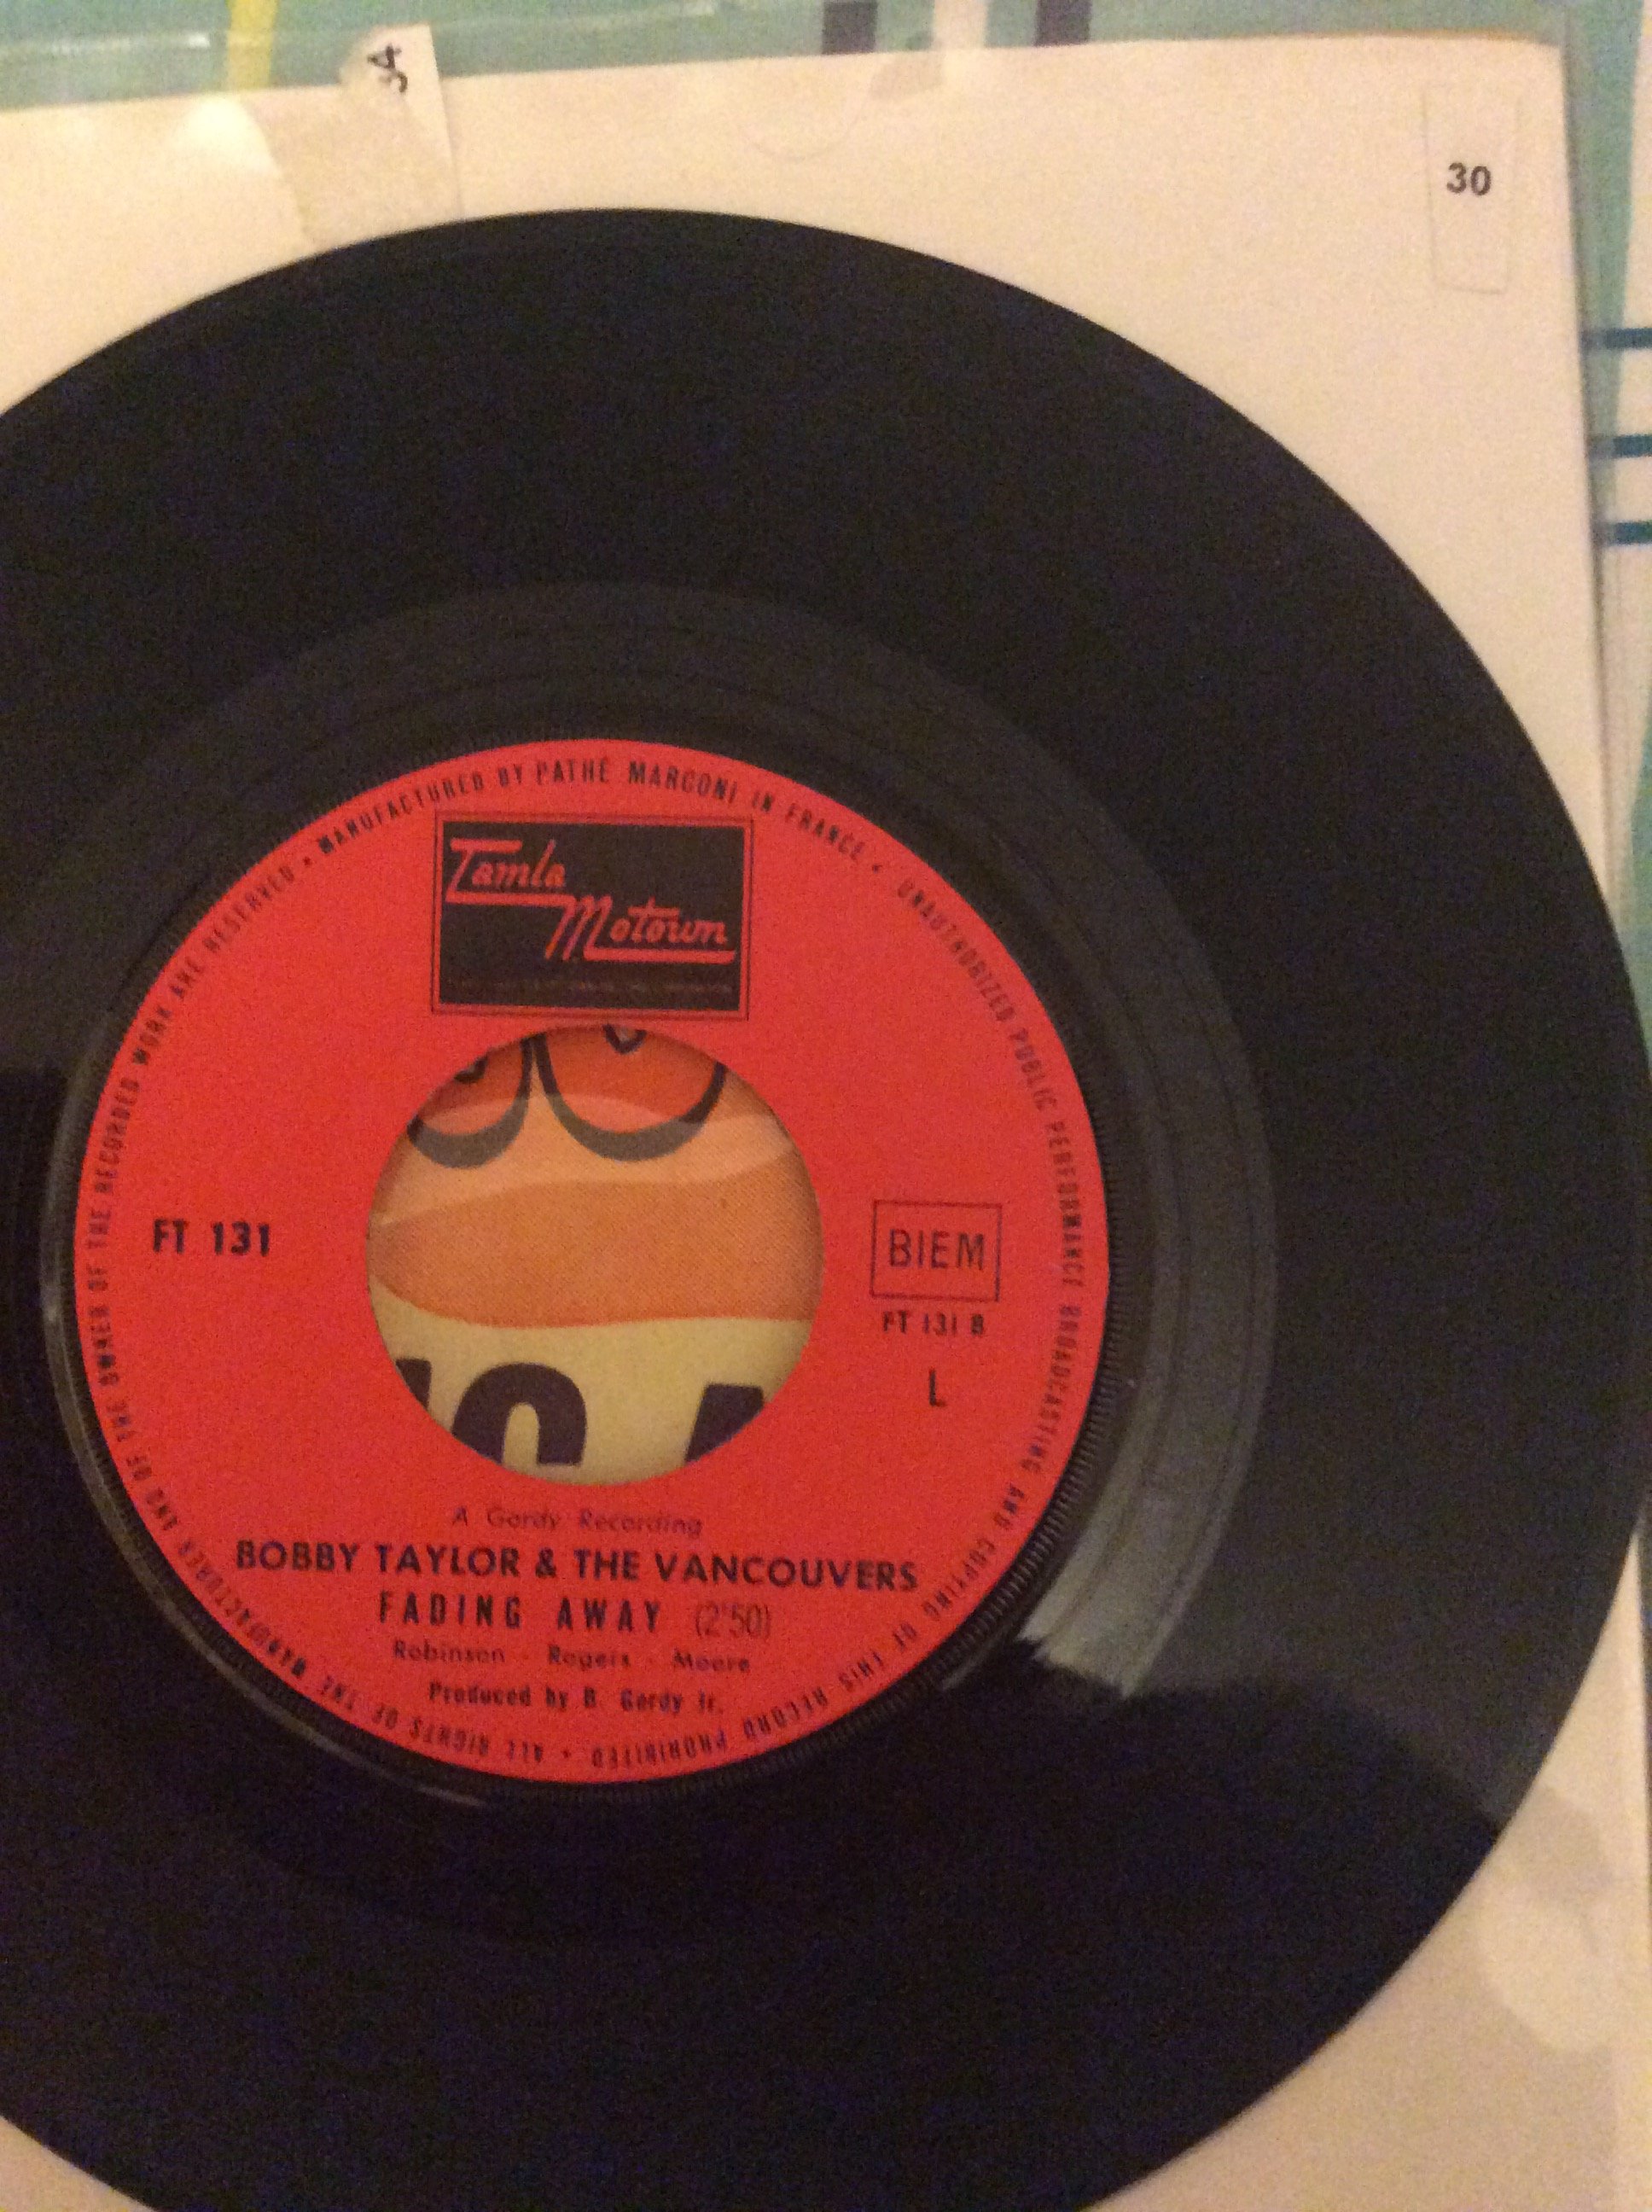 34
30
• MANUFACTURED BY PATHÉ MARCONI IN FRANCE • UNAUTHORIZED PUBLIC PERFORMANCE BROADCASTING AND COPYING OF THIS RECORD PROHIBITED • ALL RIGHTS OF THE MANUFACTURER AND OF THE OWNER OF THE RECORDED WORK ARE RESERVED
Tamla
Motown
FT 131
BIEM
FT 131 B
L
A Gordy Recording
BOBBY TAYLOR & THE VANCOUVERS
FADING AWAY (2'50)
Robinson - Rogers - Moore
Produced by B. Gordy Jr.